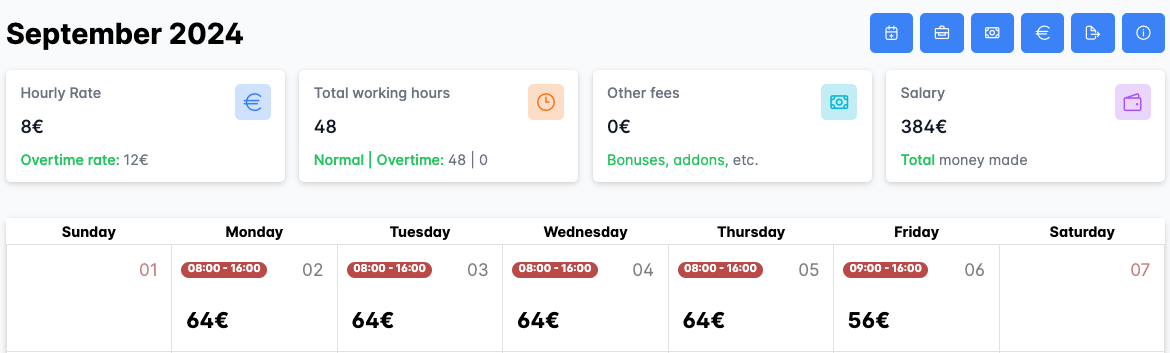 September 2024
Hourly Rate
8€
Overtime rate: 12€
Total working hours
48
Normal | Overtime: 48 | 0
Other fees
0€
Bonuses, addons, etc.
Salary
384€
Total money made
Sunday Monday Tuesday Wednesday Thursday Friday Saturday
01 08:00 - 16:00 02 08:00 - 16:00 03 08:00 - 16:00 04 08:00 - 16:00 05 09:00 - 16:00 06 07
64€ 64€ 64€ 64€ 56€